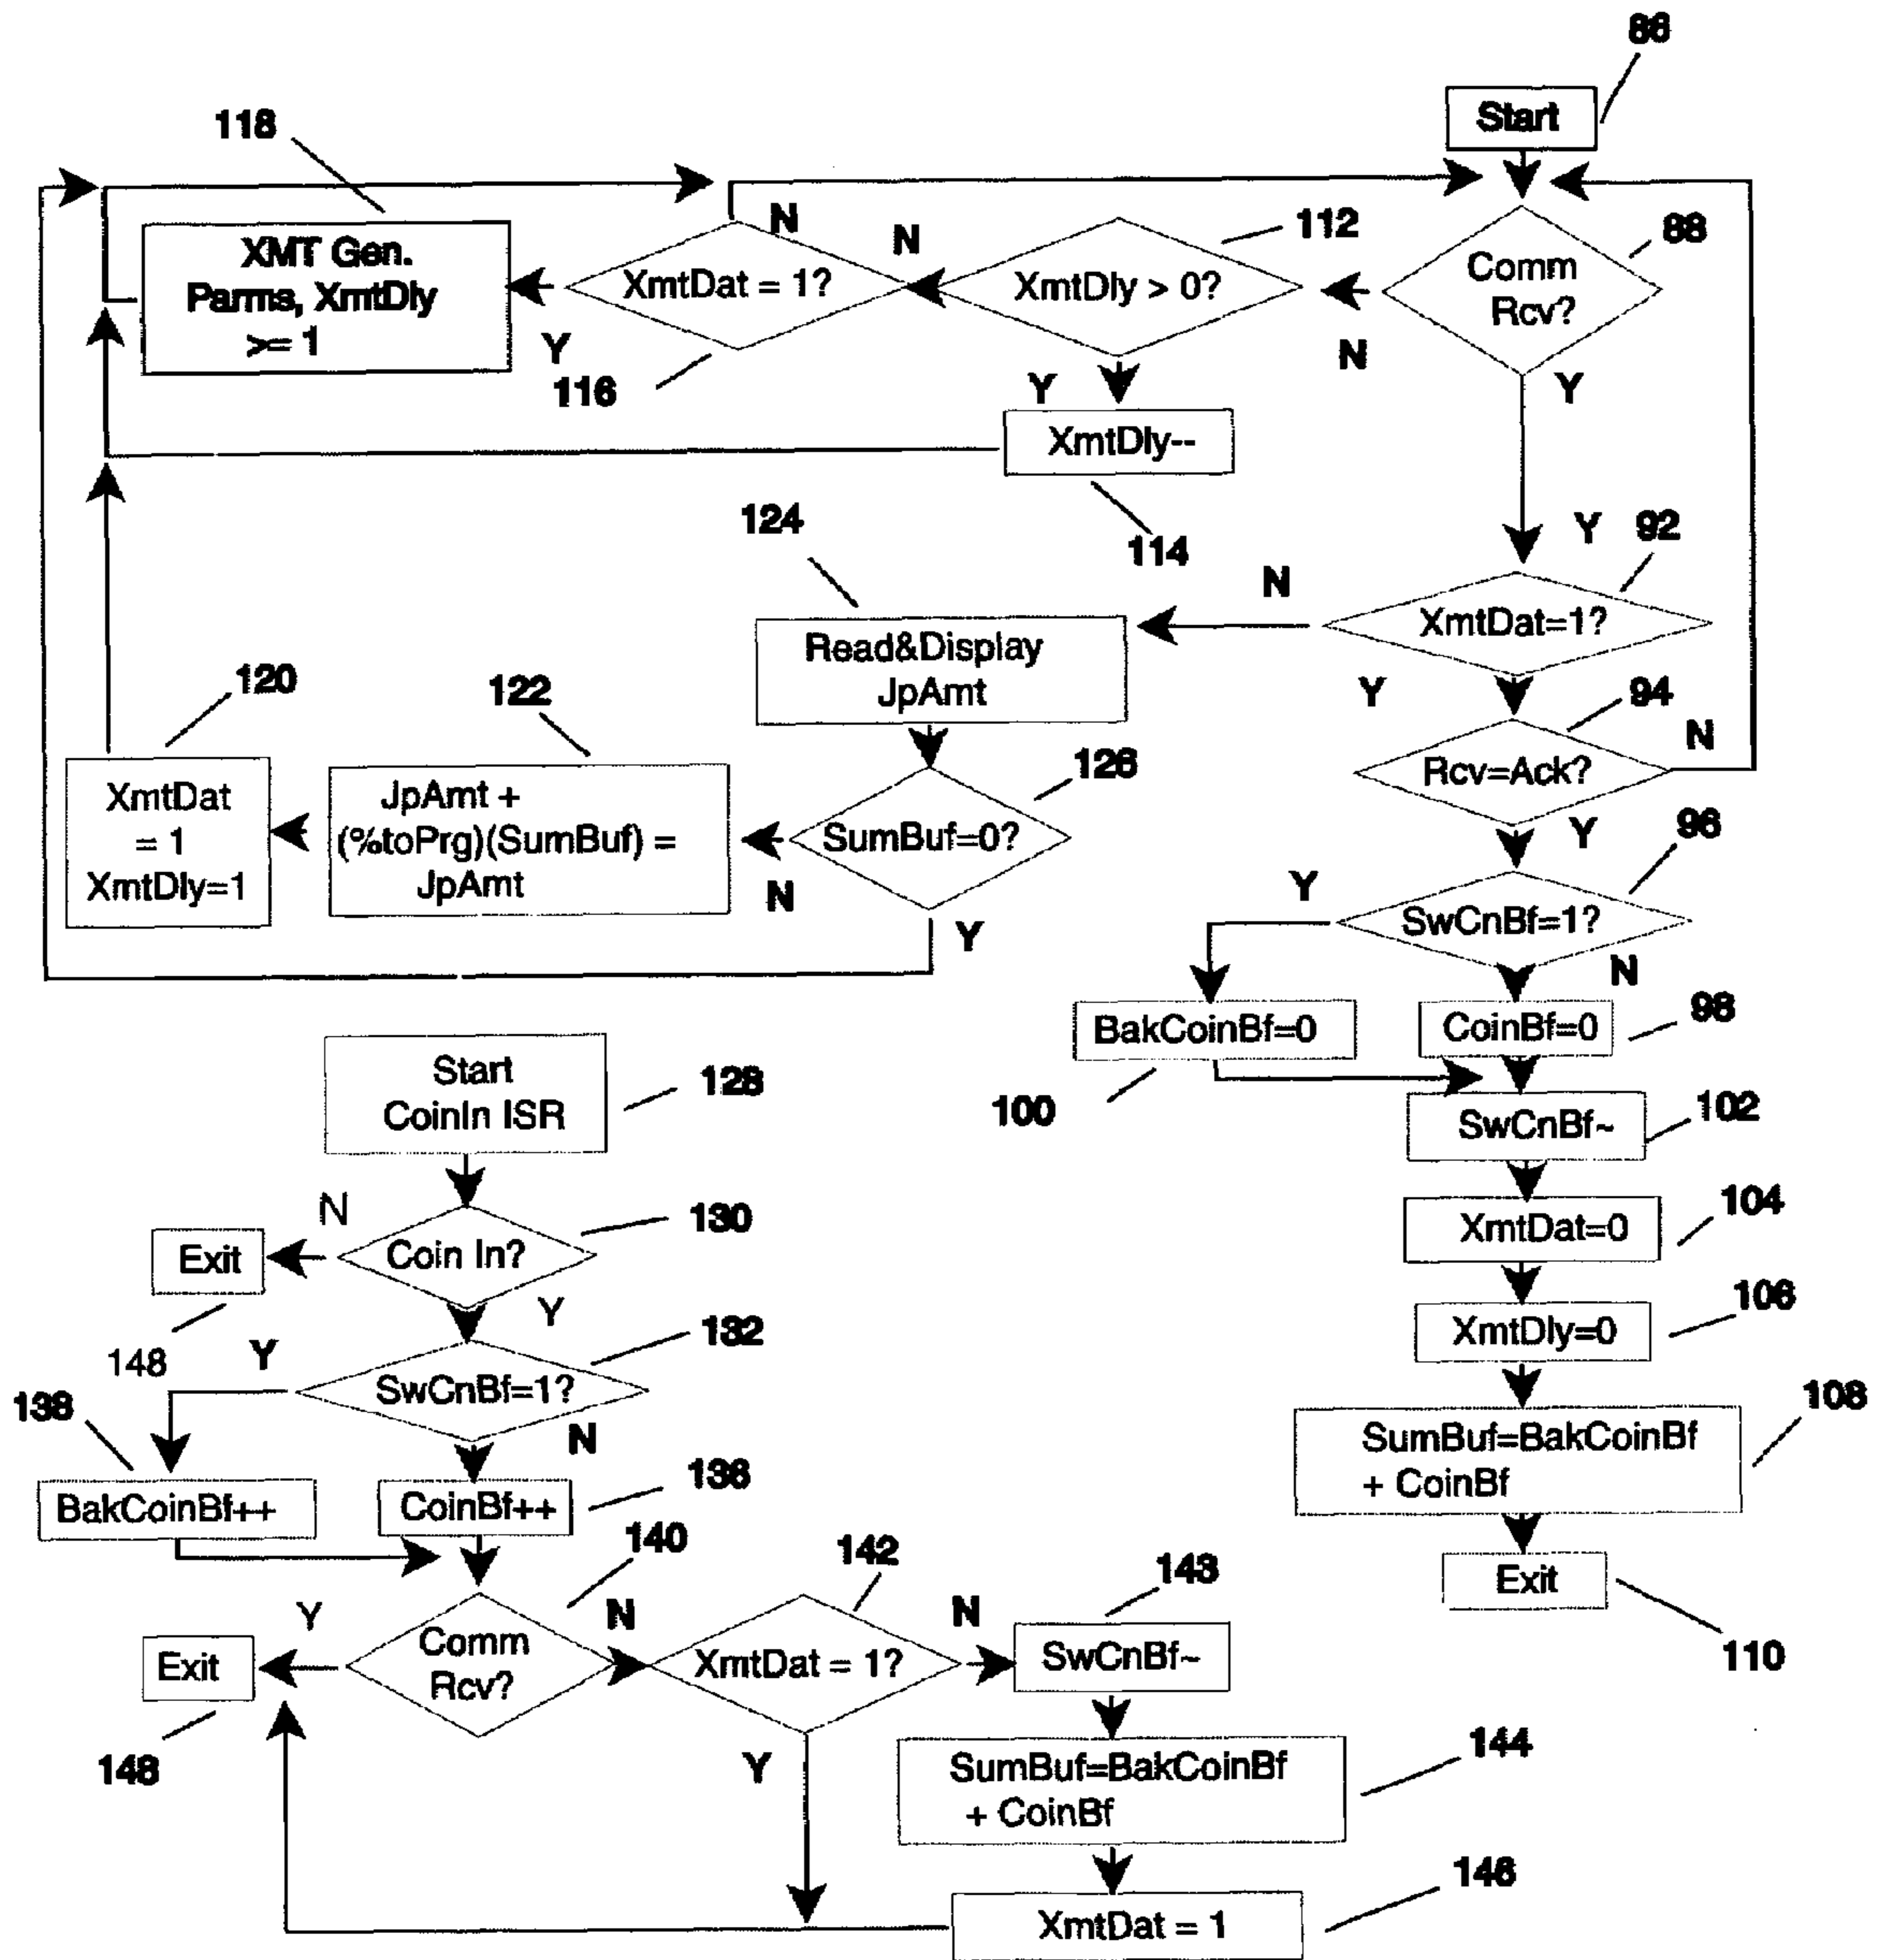 86
Start
118
N
N
112
88
XMT Gen.
Parms, XmtDly
>= 1
XmtDat = 1?
XmtDly > 0?
Comm
Rcv?
Y
116
Y
N
Y
XmtDly--
114
124
Y
92
N
XmtDat=1?
Read&Display
JpAmt
Y
94
N
120
122
126
Rcv=Ack?
XmtDat
= 1
XmtDly=1
JpAmt +
(%toPrg)(SumBuf) =
JpAmt
SumBuf=0?
N
Y
Y
96
Y
SwCnBf=1?
N
BakCoinBf=0
CoinBf=0
98
100
SwCnBf~
102
XmtDat=0
104
XmtDly=0
106
SumBuf=BakCoinBf
+ CoinBf
108
Exit
110
Start
CoinIn ISR
128
N
130
Exit
Coin In?
148
Y
132
Y
SwCnBf=1?
138
N
136
BakCoinBf++
CoinBf++
140
142
143
Y
N
N
Exit
Comm
Rcv?
XmtDat = 1?
SwCnBf~
148
Y
SumBuf=BakCoinBf
+ CoinBf
144
XmtDat = 1
146